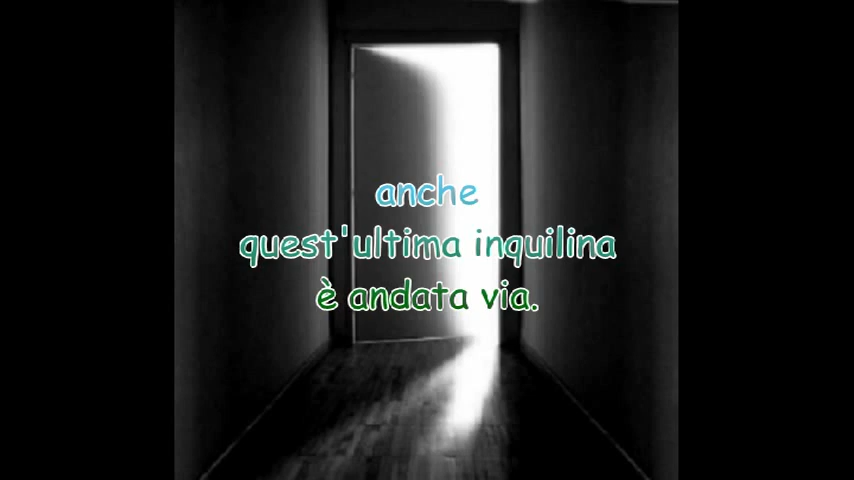 anche
quest'ultima inquilina
è andata via.